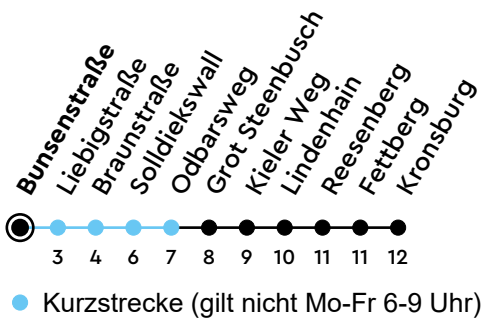 Bunsenstraße
Liebigstraße
Braunstraße
Solldiekswall
Odbarsweg
Grot Steenbusch
Kieler Weg
Lindenhain
Reesenberg
Fettberg
Kronsburg
3 4 6 7 8 9 10 11 11 12
Kurzstrecke (gilt nicht Mo-Fr 6-9 Uhr)